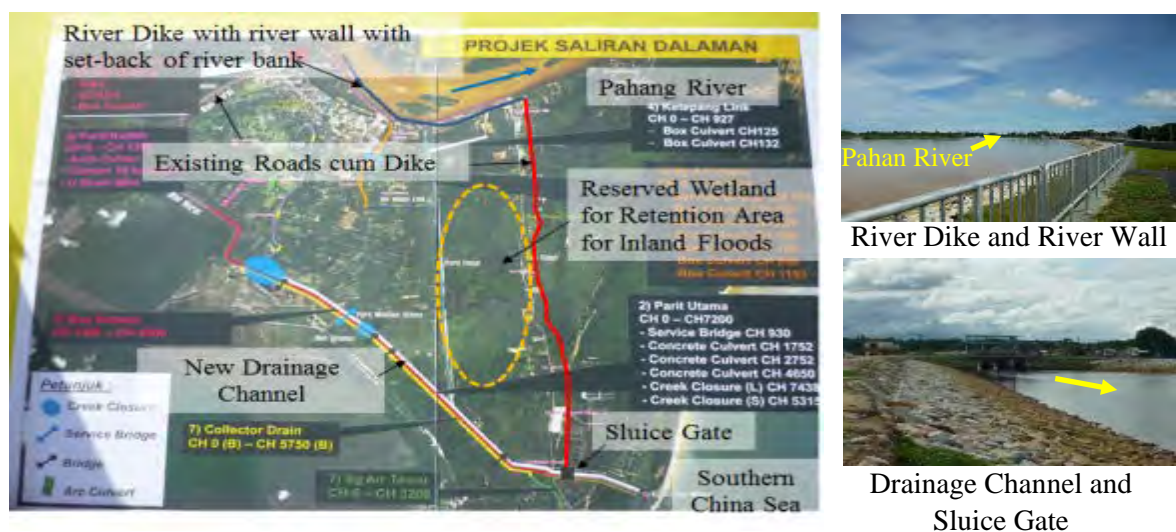 River Dike with river wall with
set-back of river bank
PROJEK SALIRAN DALAMAN
Pahang River
4) Ketepang Link
CH 0 – CH 927
- Box Culvert CH125
- Box Culvert CH132
Existing Roads cum Dike
Reserved Wetland
for Retention Area
for Inland Floods
2) Parit Utama
CH 0 – CH7200
- Service Bridge CH 930
- Concrete Culvert CH 1752
- Concrete Culvert CH 2752
- Concrete Culvert CH 4650
- Creek Closure (L) CH 7438
- Creek Closure (S) CH 5315
New Drainage
Channel
Petunjuk :
Creek Closure
Service Bridge
Bridge
Arc Culvert
7) Collector Drain
CH 0 (B) – CH 5750 (B)
Sluice Gate
Southern
China Sea
Pahan River
River Dike and River Wall
Drainage Channel and
Sluice Gate